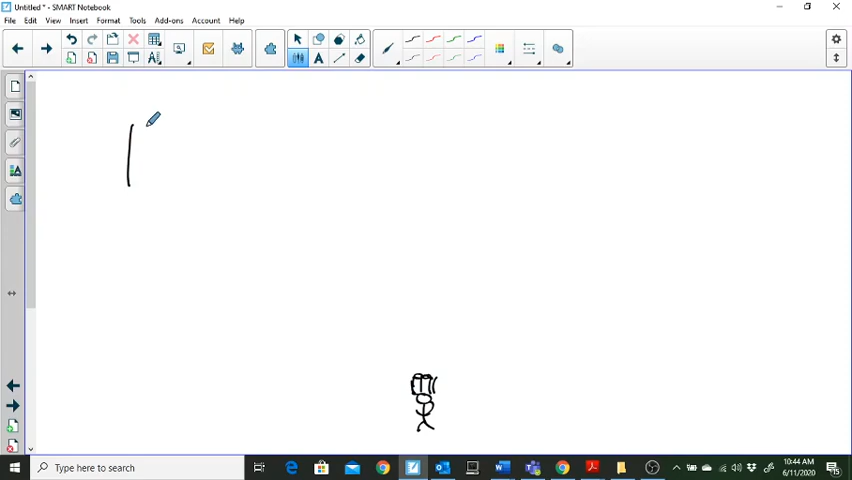 Untitled * - SMART Notebook
File Edit View Insert Format Tools Add-ons Account Help
Type here to search
10:44 AM
6/11/2020
15